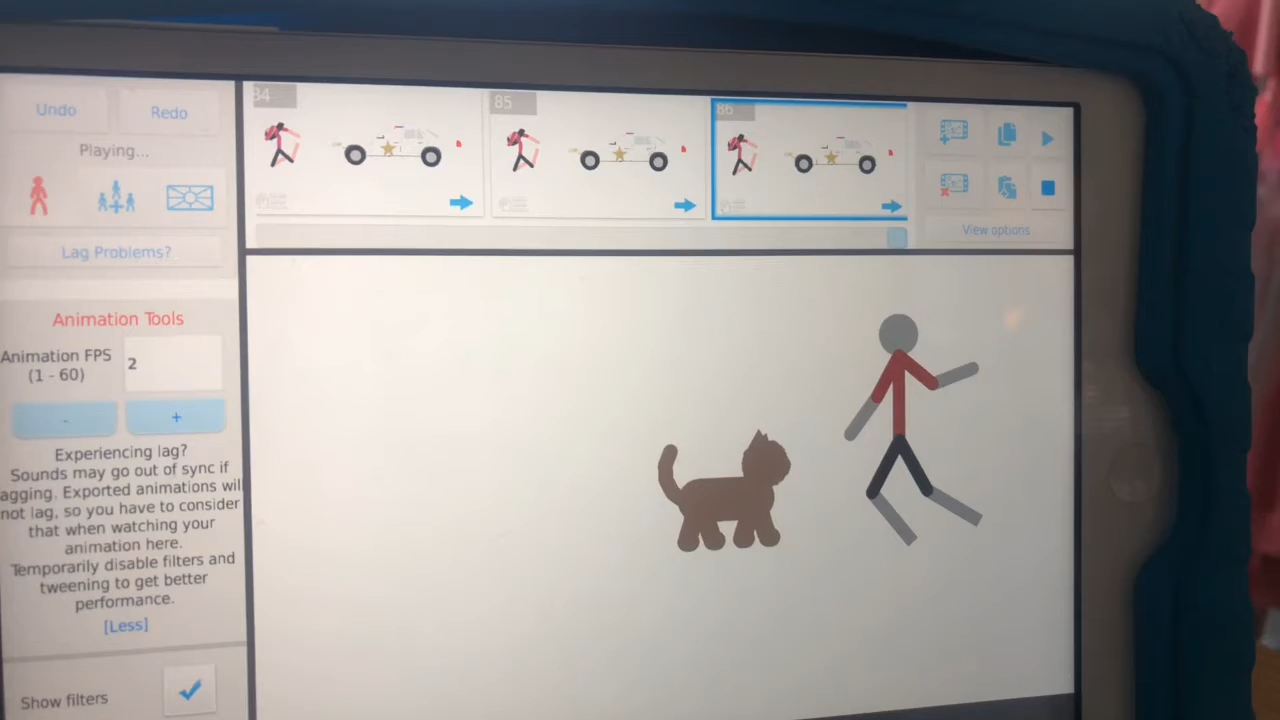 Undo
Redo
Playing...
Lag Problems?
34
85
86
View options
Animation Tools
Animation FPS
(1 - 60)
2
-
+
Experiencing lag?
Sounds may go out of sync if
agging. Exported animations wil
not lag, so you have to consider
that when watching your
animation here.
Temporarily disable filters and
tweening to get better
performance.
[Less]
Show filters